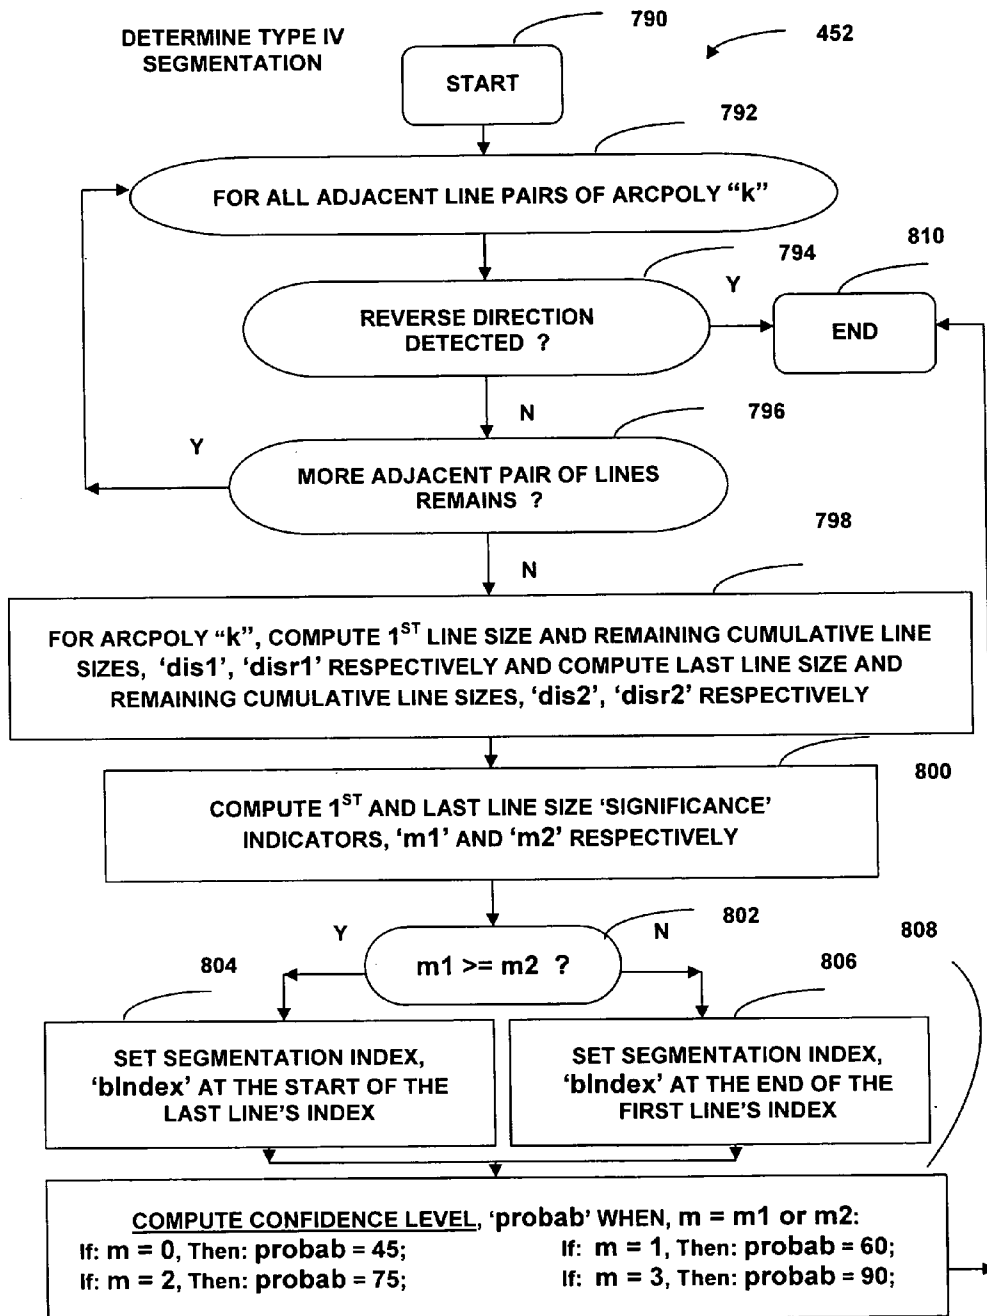 DETERMINE TYPE IV
SEGMENTATION
790
452
START
792
FOR ALL ADJACENT LINE PAIRS OF ARCPOLY "k"
794
810
REVERSE DIRECTION
DETECTED ?
Y
END
N
796
Y
MORE ADJACENT PAIR OF LINES
REMAINS ?
798
N
FOR ARCPOLY "k", COMPUTE 1ST LINE SIZE AND REMAINING CUMULATIVE LINE
SIZES, 'dis1', 'disr1' RESPECTIVELY AND COMPUTE LAST LINE SIZE AND
REMAINING CUMULATIVE LINE SIZES, 'dis2', 'disr2' RESPECTIVELY
800
COMPUTE 1ST AND LAST LINE SIZE 'SIGNIFICANCE'
INDICATORS, 'm1' AND 'm2' RESPECTIVELY
802
808
Y
N
m1 >= m2 ?
804
806
SET SEGMENTATION INDEX,
'bIndex' AT THE START OF THE
LAST LINE'S INDEX
SET SEGMENTATION INDEX,
'bIndex' AT THE END OF THE
FIRST LINE'S INDEX
COMPUTE CONFIDENCE LEVEL, 'probab' WHEN, m = m1 or m2:
If: m = 0, Then: probab = 45; If: m = 1, Then: probab = 60;
If: m = 2, Then: probab = 75; If: m = 3, Then: probab = 90;